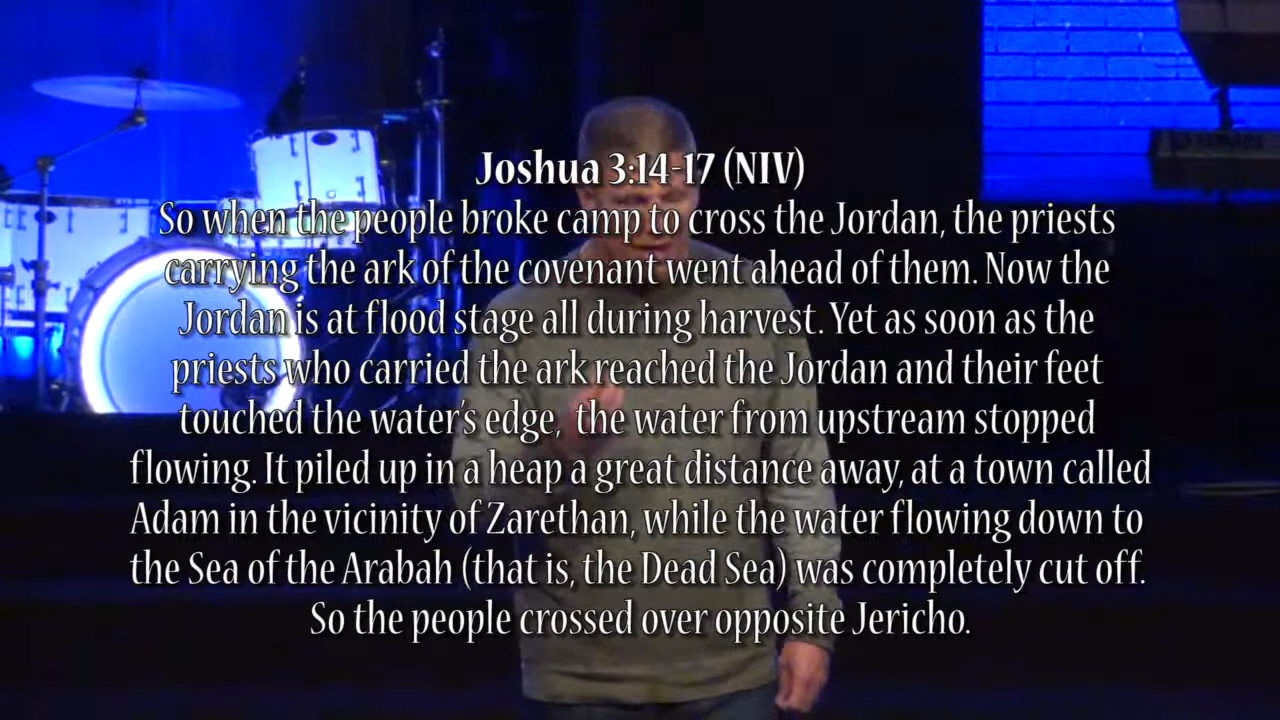 Joshua 3:14-17 (NIV)
So when the people broke camp to cross the Jordan, the priests
carrying the ark of the covenant went ahead of them. Now the
Jordan is at flood stage all during harvest. Yet as soon as the
priests who carried the ark reached the Jordan and their feet
touched the water's edge, the water from upstream stopped
flowing. It piled up in a heap a great distance away, at a town called
Adam in the vicinity of Zarethan, while the water flowing down to
the Sea of the Arabah (that is, the Dead Sea) was completely cut off.
So the people crossed over opposite Jericho.